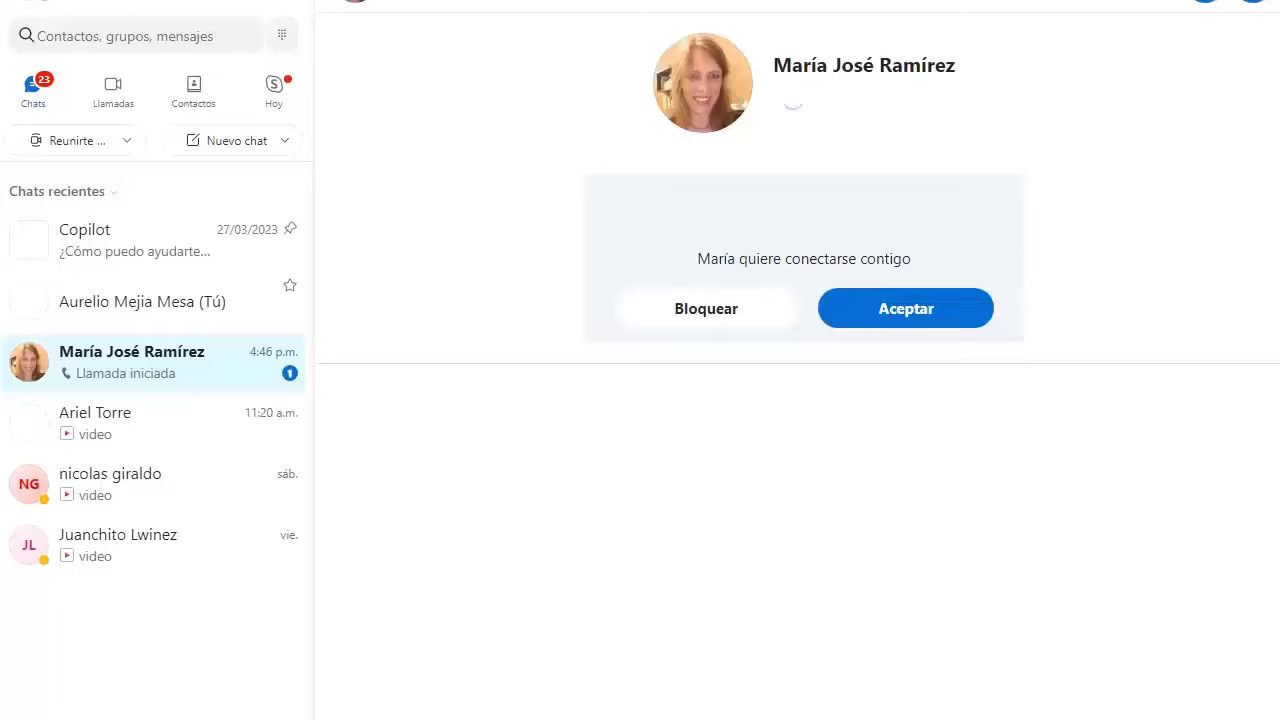 Contactos, grupos, mensajes
23
Chats
Llamadas
Contactos
Hoy
Reunirte ...
Nuevo chat
Chats recientes
Copilot
27/03/2023
¿Cómo puedo ayudarte...
Aurelio Mejia Mesa (Tú)
María José Ramírez
4:46 p.m.
Llamada iniciada
1
Ariel Torre
11:20 a.m.
video
NG
nicolas giraldo
sáb.
video
JL
Juanchito Lwinez
vie.
video
María José Ramírez
María quiere conectarse contigo
Bloquear
Aceptar